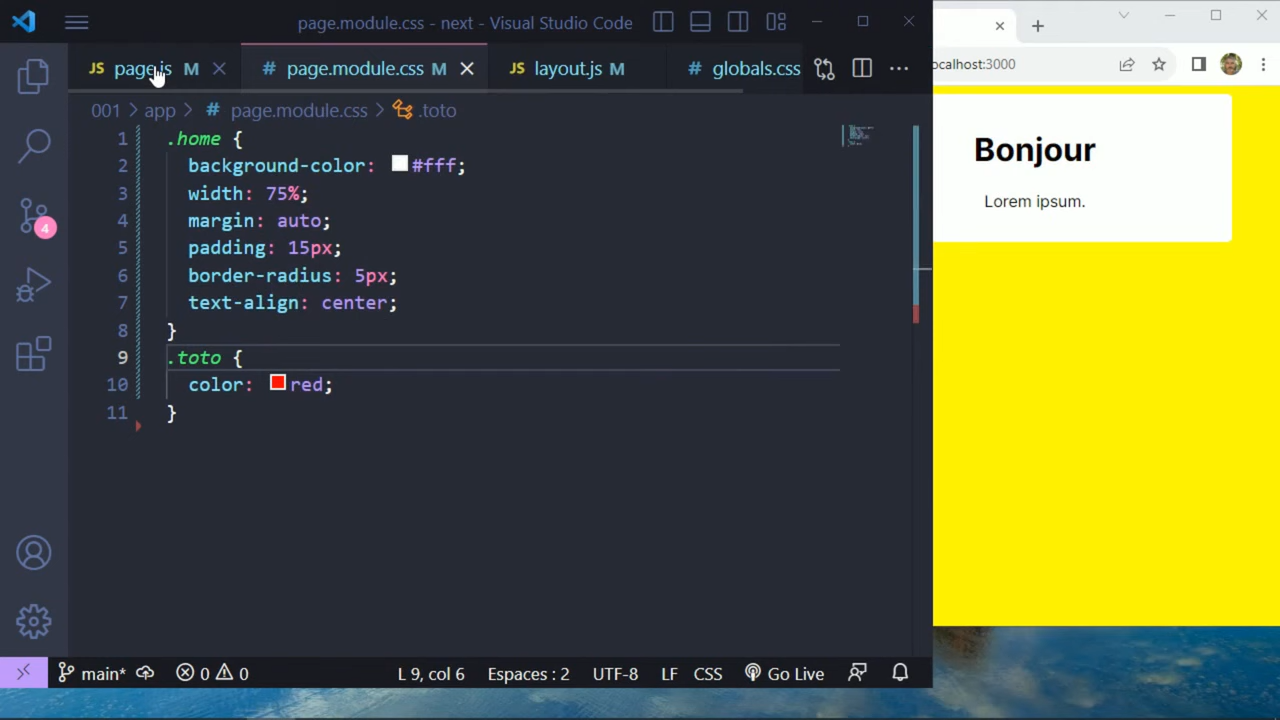 page.module.css - next - Visual Studio Code
JS page.js M
# page.module.css M
JS layout.js M
# globals.css
001 > app > # page.module.css > .toto
1 .home {
2 background-color: #fff;
3 width: 75%;
4 margin: auto;
5 padding: 15px;
6 border-radius: 5px;
7 text-align: center;
8 }
9 .toto {
10 color: red;
11 }
4
main*
0 0
L 9, col 6
Espaces : 2
UTF-8
LF
CSS
Go Live
ocalhost:3000
Bonjour
Lorem ipsum.